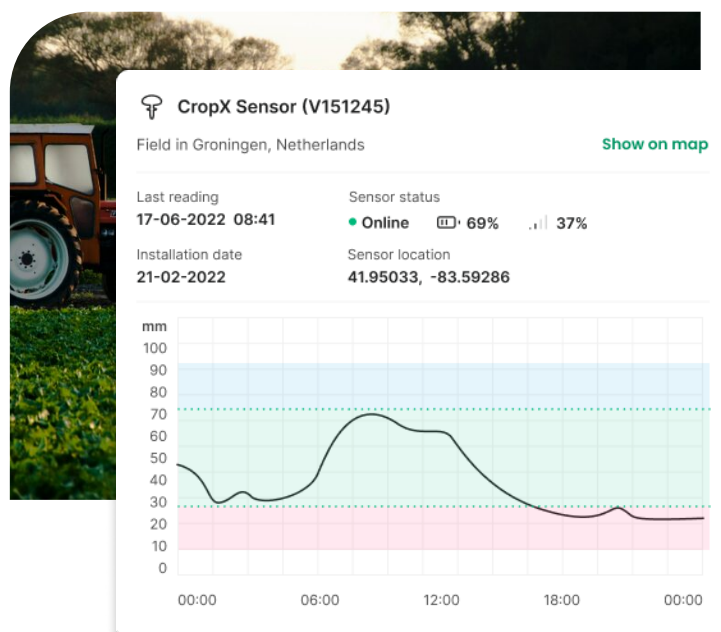 CropX Sensor (V151245)
Field in Groningen, Netherlands
Show on map
Last reading
Sensor status
17-06-2022 08:41
Online
69%
37%
Installation date
Sensor location
21-02-2022
41.95033, -83.59286
mm
100
90
80
70
60
50
40
30
20
10
0
00:00
06:00
12:00
18:00
00:00